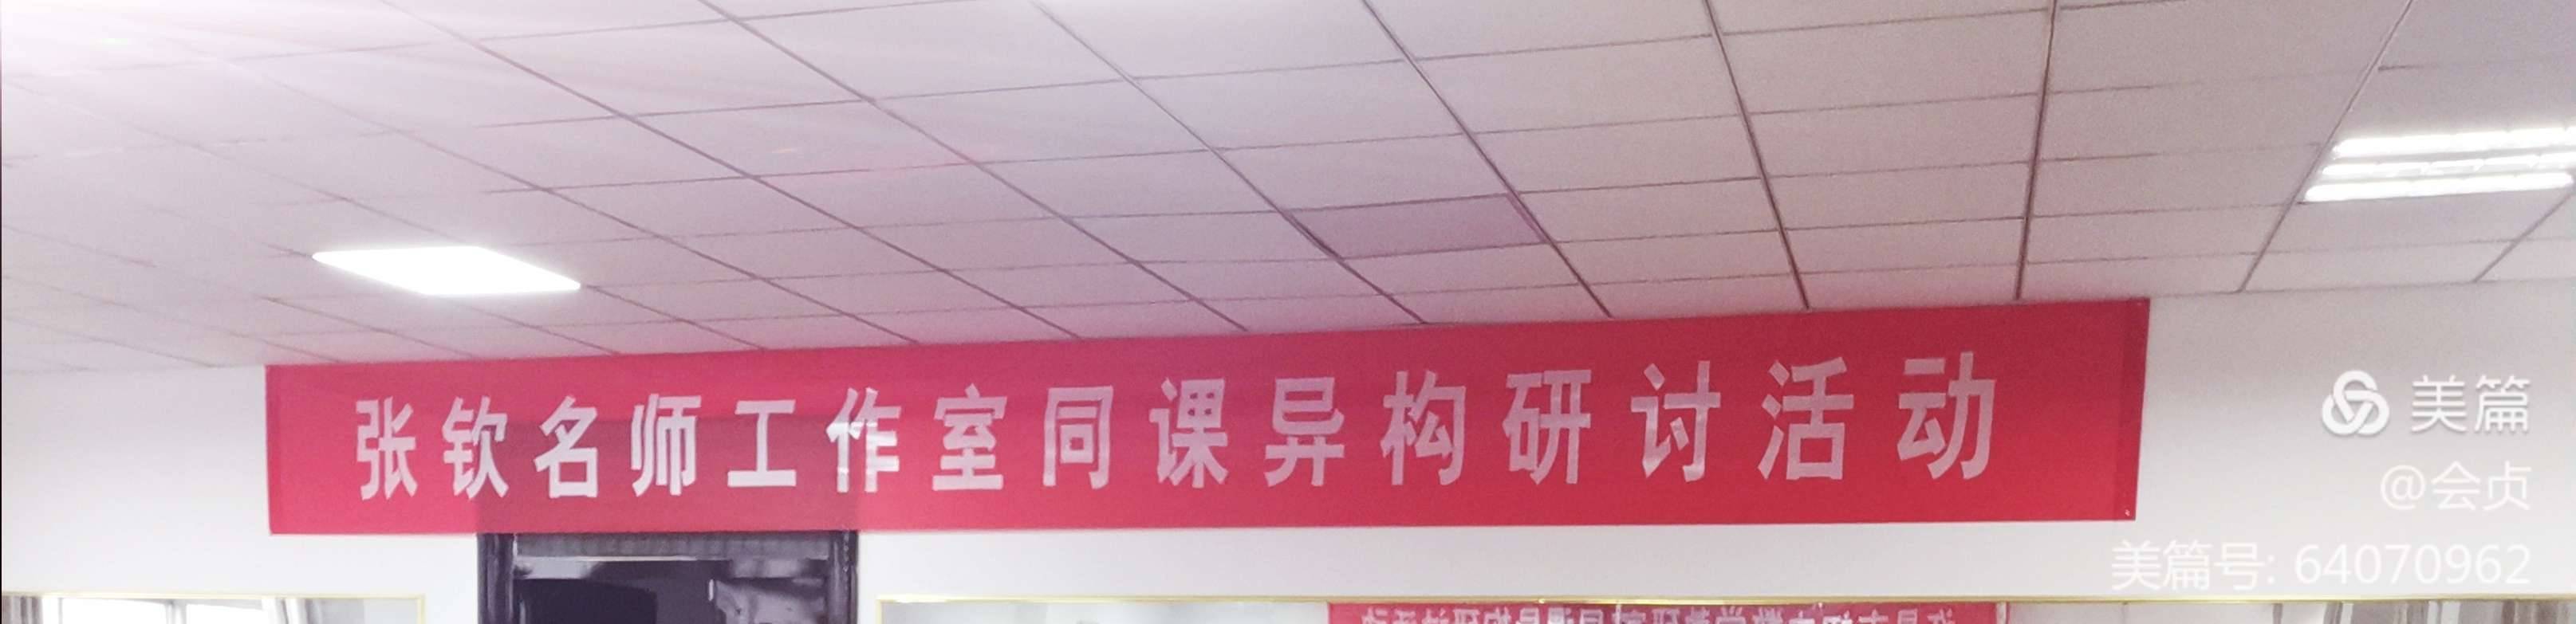 张钦名师工作室同课异构研讨活动
美篇
@会贞
美篇号: 64070962